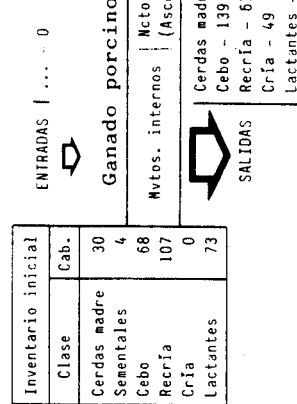 Inventario inicial
Clase Cab.
Cerdas madre 30
Sementales 4
Cebo 68
Recría 107
Cría 0
Lactantes 73
ENTRADAS ... 0
Ganado porcino
Mvtos. internos Ncto
(Asc
SALIDAS
Cerdas madr
Cebo - 139
Recría - 6
Cría - 49
Lactantes -